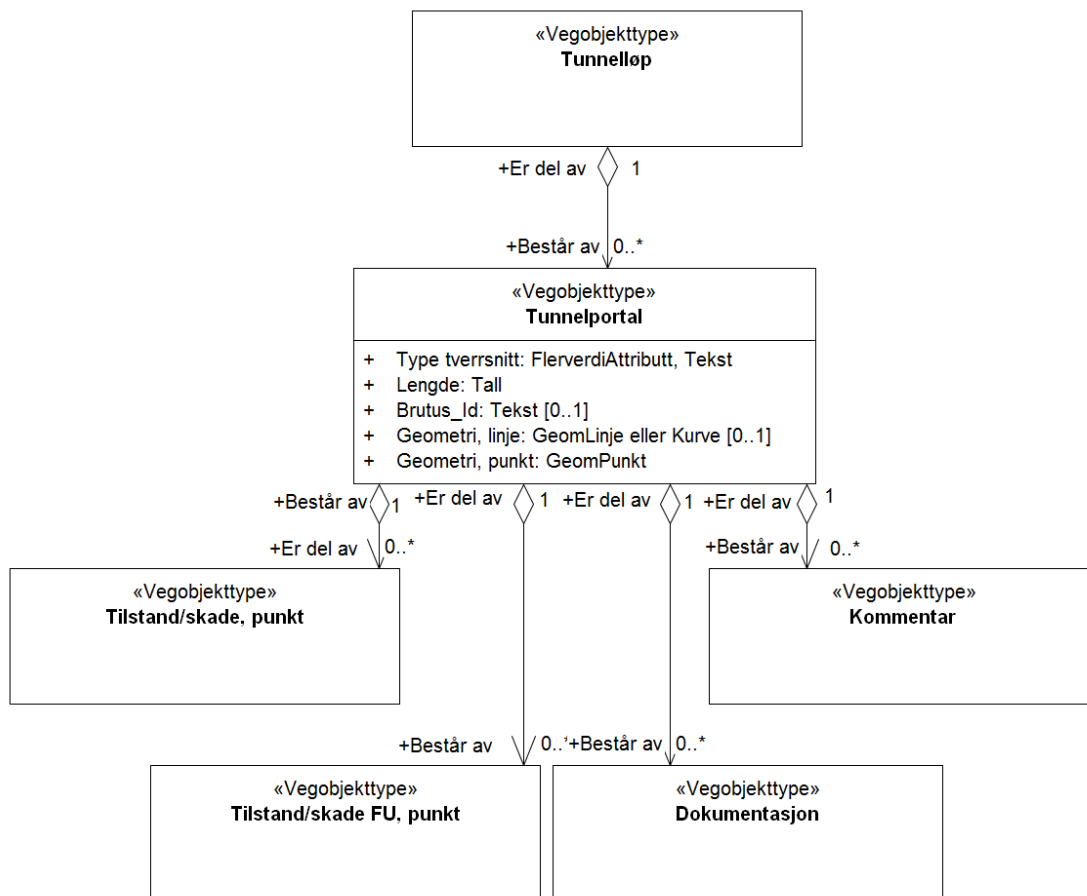 «Vegobjekttype»
Tunnelløp
+Er del av 1
+Består av 0..*
«Vegobjekttype»
Tunnelportal
+ Type tverrsnitt: FlerverdiAttributt, Tekst
+ Lengde: Tall
+ Brutus_Id: Tekst [0..1]
+ Geometri, linje: GeomLinje eller Kurve [0..1]
+ Geometri, punkt: GeomPunkt
+Består av 1 +Er del av 1 +Er del av 1 +Er del av 1
+Er del av 0..* +Består av 0..*
«Vegobjekttype»
Tilstand/skade, punkt
«Vegobjekttype»
Kommentar
+Består av 0..* +Består av 0..*
«Vegobjekttype»
Tilstand/skade FU, punkt
«Vegobjekttype»
Dokumentasjon